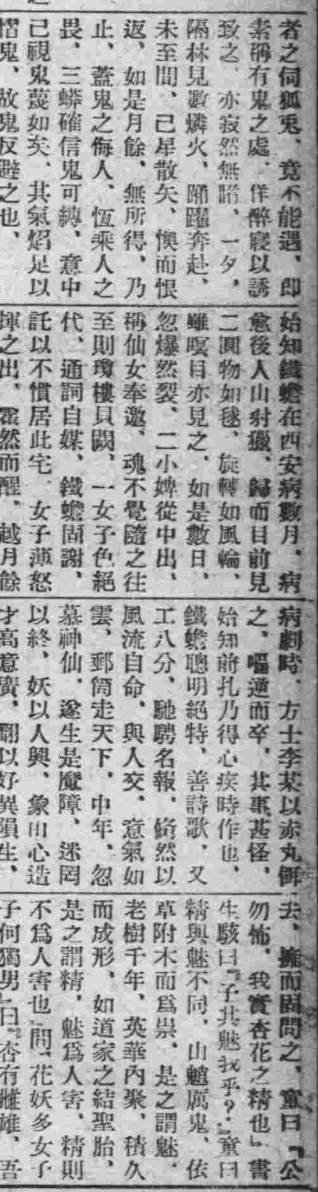 者之伺狐兎、竟不能遇、卽
素稱有鬼之處、佯醉寢以誘
致之、亦寂然無睹、一夕、
隔林見數燐火、踴躍奔赴、
未至間、已星散矣、懊而恨
返、如是月餘、無所得、乃
止、蓋鬼之侮人、恆乘人之
畏、三蟒確信鬼可縛、意中
已視鬼蔑如矣、其氣焰足以
慴鬼、故鬼反避之也、
始知鐵蟾在西安病數月、病
愈後入山射獵、歸而目前見
二圓物如毬、旋轉如風輪、
雖瞑目亦見之、如是數日、
忽爆然裂、二小婢從中出、
稱仙女奉邀、魂不覺隨之往
至則瓊樓貝闕、一女子色絕
代、通詞自媒、鐵蟾固謝、
託以不慣居此宅、女子薄怒
揮之出、霍然而醒、越月餘
病劇時、方士李某以赤丸餌
之、嘔逆而卒、其事甚怪、
始知前扎乃得心疾時作也、
鐵蟾聰明絕特、善詩歌、又
工八分、馳騁名報、翛然以
風流自命、與人交、意氣如
雲、郵筒走天下、中年、忽
慕神仙、遂生是魔障、迷罔
以終、妖以人興、象由心造
才高意廣、翻以好異隕生、
去、擁而固問之、童曰『公
勿怖、我實杏花之精也』書
生駭曰『子其魅我乎?』童曰
精與魅不同、山魈厲鬼、依
草附木而爲祟、是之謂魅、
老樹千年、英華內聚、積久
而成形、如道家之結聖胎、
是之謂精、魅爲人害、精則
不爲人害也』問、花妖多女子
子何獨男』曰『杏有雌雄、吾